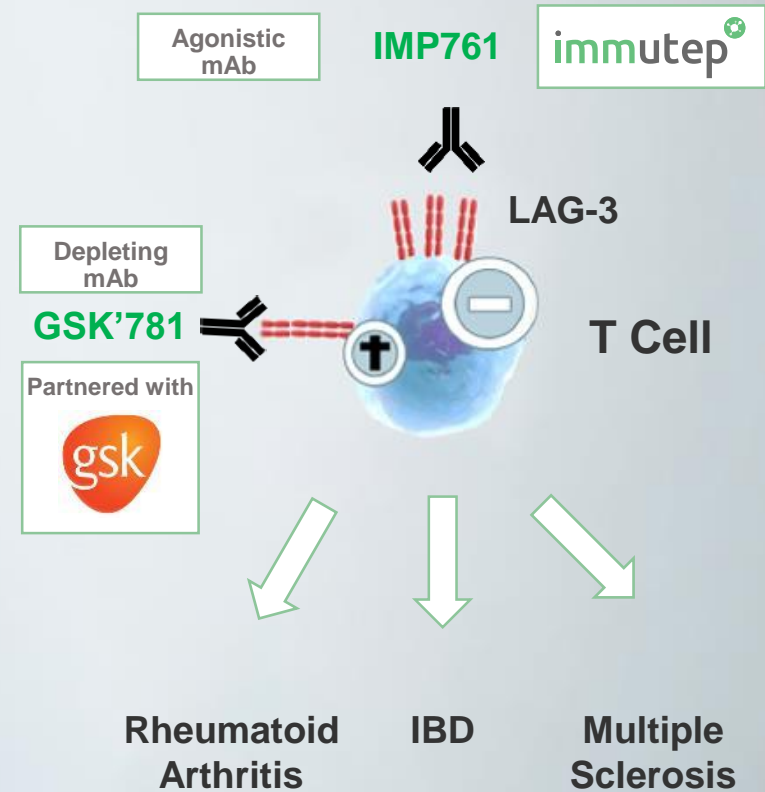 Agonistic
mAb
IMP761
immutep
LAG-3
Depleting
mAb
GSK’781
T Cell
Partnered with
gsk
Rheumatoid
Arthritis
IBD
Multiple
Sclerosis